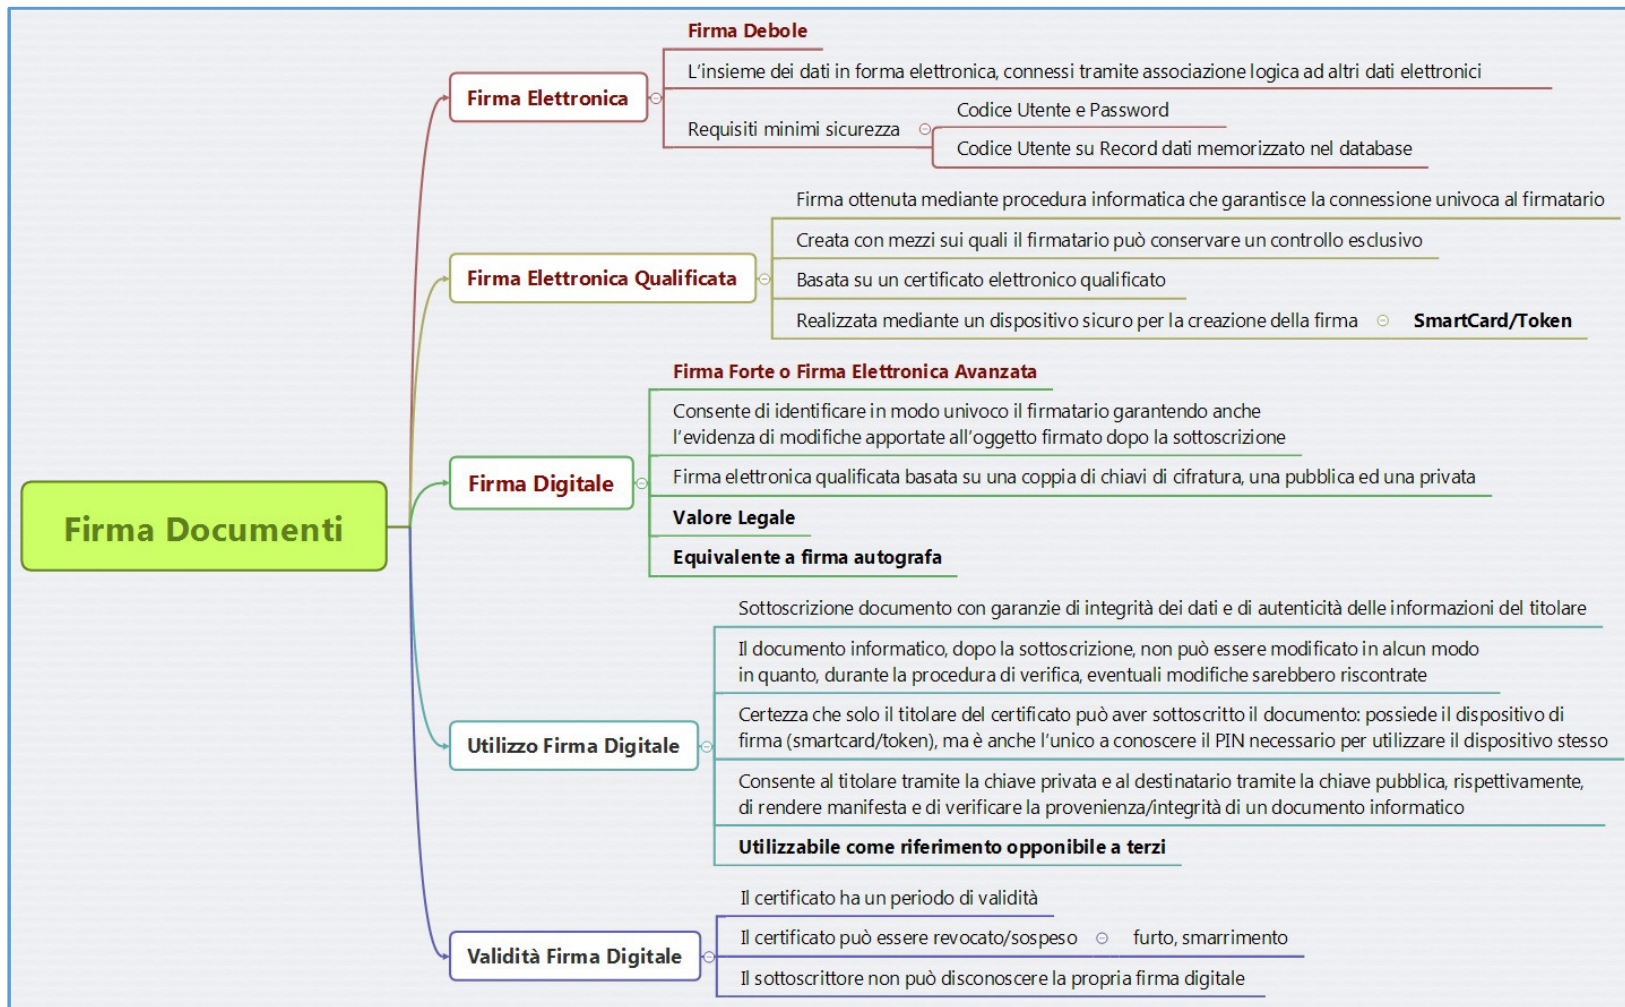 Firma Documenti
Firma Elettronica
Firma Debole
L'insieme dei dati in forma elettronica, connessi tramite associazione logica ad altri dati elettronici
Requisiti minimi sicurezza
Codice Utente e Password
Codice Utente su Record dati memorizzato nel database
Firma Elettronica Qualificata
Firma ottenuta mediante procedura informatica che garantisce la connessione univoca al firmatario
Creata con mezzi sui quali il firmatario può conservare un controllo esclusivo
Basata su un certificato elettronico qualificato
Realizzata mediante un dispositivo sicuro per la creazione della firma
SmartCard/Token
Firma Digitale
Firma Forte o Firma Elettronica Avanzata
Consente di identificare in modo univoco il firmatario garantendo anche
l'evidenza di modifiche apportate all'oggetto firmato dopo la sottoscrizione
Firma elettronica qualificata basata su una coppia di chiavi di cifratura, una pubblica ed una privata
Valore Legale
Equivalente a firma autografa
Utilizzo Firma Digitale
Sottoscrizione documento con garanzie di integrità dei dati e di autenticità delle informazioni del titolare
Il documento informatico, dopo la sottoscrizione, non può essere modificato in alcun modo
in quanto, durante la procedura di verifica, eventuali modifiche sarebbero riscontrate
Certezza che solo il titolare del certificato può aver sottoscritto il documento: possiede il dispositivo di
firma (smartcard/token), ma è anche l'unico a conoscere il PIN necessario per utilizzare il dispositivo stesso
Consente al titolare tramite la chiave privata e al destinatario tramite la chiave pubblica, rispettivamente,
di rendere manifesta e di verificare la provenienza/integrità di un documento informatico
Utilizzabile come riferimento opponibile a terzi
Validità Firma Digitale
Il certificato ha un periodo di validità
Il certificato può essere revocato/sospeso
furto, smarrimento
Il sottoscrittore non può disconoscere la propria firma digitale